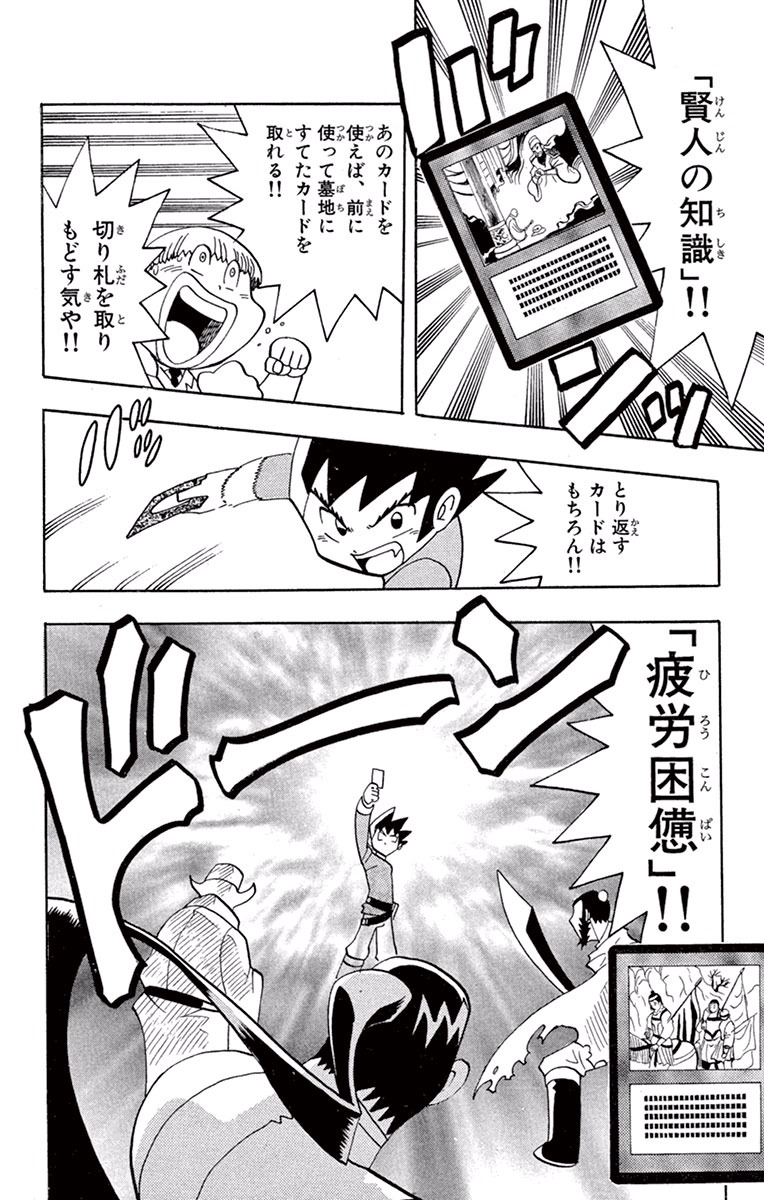 「賢人の知識」!!
あのカードを
使えば、前に
使って墓地に
すてたカードを
取れる!!
切り札を取り
もどす気や!!
とり返す
カードは
もちろん!!
「疲労困憊」!!
ドーン